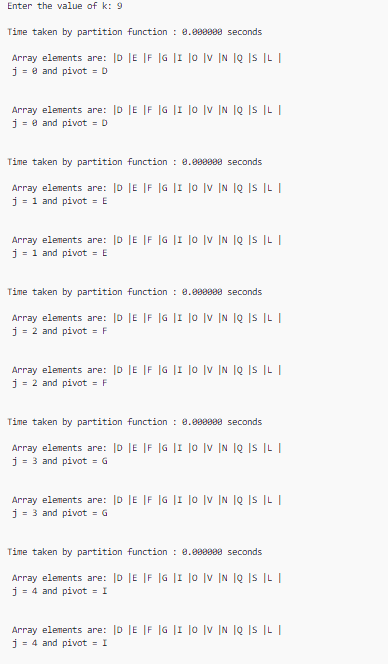 Enter the value of k: 9
Time taken by partition function : 0.000000 seconds
Array elements are: |D |E |F |G |I |O |V |N |Q |S |L |
j = 0 and pivot = D
Array elements are: |D |E |F |G |I |O |V |N |Q |S |L |
j = 0 and pivot = D
Time taken by partition function : 0.000000 seconds
Array elements are: |D |E |F |G |I |O |V |N |Q |S |L |
j = 1 and pivot = E
Array elements are: |D |E |F |G |I |O |V |N |Q |S |L |
j = 1 and pivot = E
Time taken by partition function : 0.000000 seconds
Array elements are: |D |E |F |G |I |O |V |N |Q |S |L |
j = 2 and pivot = F
Array elements are: |D |E |F |G |I |O |V |N |Q |S |L |
j = 2 and pivot = F
Time taken by partition function : 0.000000 seconds
Array elements are: |D |E |F |G |I |O |V |N |Q |S |L |
j = 3 and pivot = G
Array elements are: |D |E |F |G |I |O |V |N |Q |S |L |
j = 3 and pivot = G
Time taken by partition function : 0.000000 seconds
Array elements are: |D |E |F |G |I |O |V |N |Q |S |L |
j = 4 and pivot = I
Array elements are: |D |E |F |G |I |O |V |N |Q |S |L |
j = 4 and pivot = I